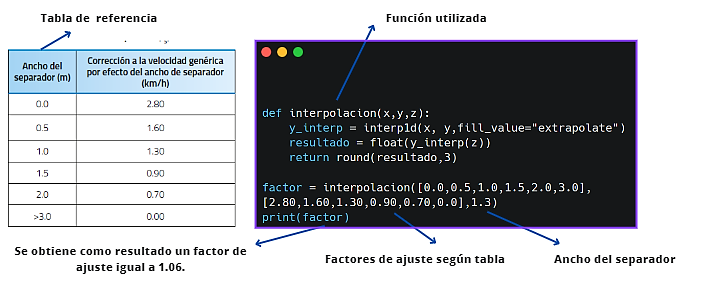 Tabla de referencia
Función utilizada
Ancho del
separador (m)
Corrección a la velocidad genérica
por efecto del ancho de separador
(km/h)
0.0 2.80
0.5 1.60
1.0 1.30
1.5 0.90
2.0 0.70
>3.0 0.00
def interpolacion(x,y,z):
y_interp = interp1d(x, y,fill_value="extrapolate")
resultado = float(y_interp(z))
return round(resultado,3)
factor = interpolacion([0.0,0.5,1.0,1.5,2.0,3.0],
[2.80,1.60,1.30,0.90,0.70,0.0],1.3)
print(factor)
Se obtiene como resultado un factor de
ajuste igual a 1.06.
Factores de ajuste según tabla
Ancho del separador